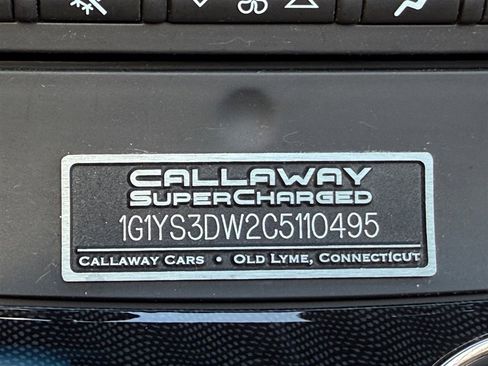 CALLAWAY
SUPERCHARGED
1G1YS3DW2C5110495
CALLAWAY CARS • OLD LYME, CONNECTICUT